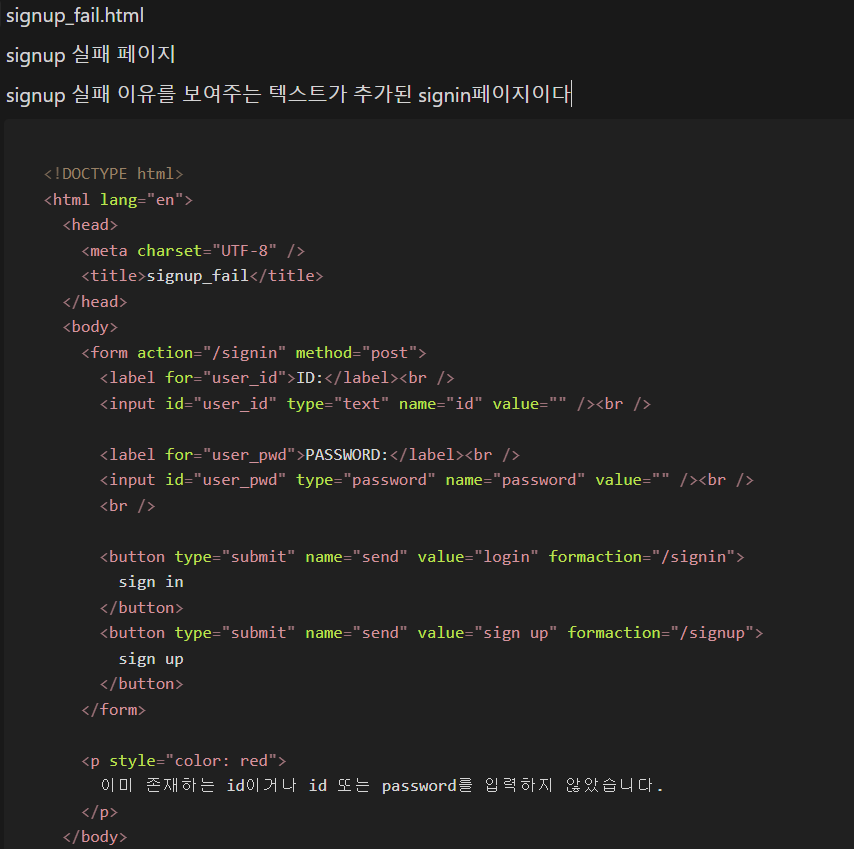 signup_fail.html
signup 실패 페이지
signup 실패 이유를 보여주는 텍스트가 추가된 signin페이지이다
<!DOCTYPE html>
<html lang="en">
<head>
<meta charset="UTF-8" />
<title>signup_fail</title>
</head>
<body>
<form action="/signin" method="post">
<label for="user_id">ID:</label><br />
<input id="user_id" type="text" name="id" value="" /><br />
<label for="user_pwd">PASSWORD:</label><br />
<input id="user_pwd" type="password" name="password" value="" /><br />
<br />
<button type="submit" name="send" value="login" formaction="/signin">
sign in
</button>
<button type="submit" name="send" value="sign up" formaction="/signup">
sign up
</button>
</form>
<p style="color: red">
이미 존재하는 id이거나 id 또는 password를 입력하지 않았습니다.
</p>
</body>